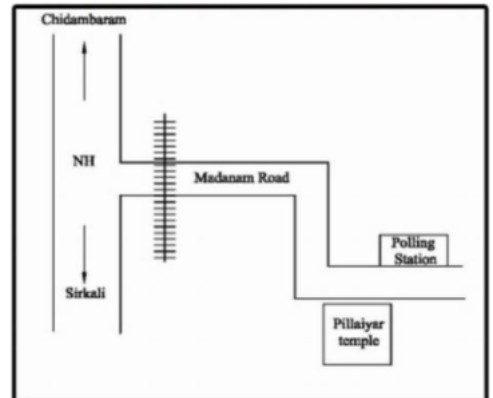 Chidambaram
NH
Madanam Road
Polling
Station
Sirkali
Pillaiyar
temple